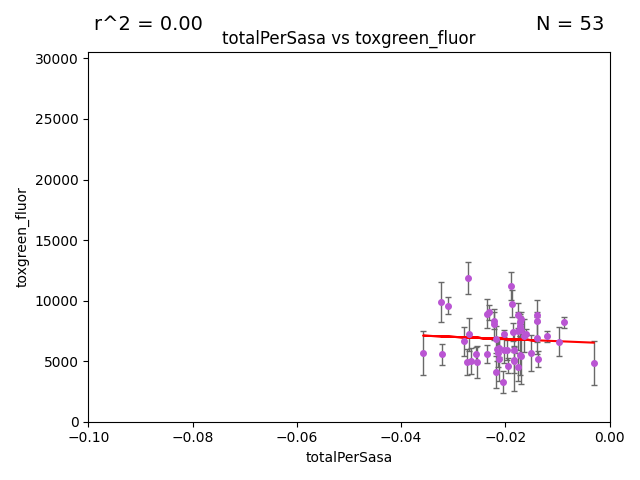 r^2 = 0.00
N = 53
totalPerSasa vs toxgreen_fluor
30000
25000
20000
15000
10000
5000
0
toxgreen_fluor
−0.10
−0.08
−0.06
−0.04
−0.02
0.00
totalPerSasa